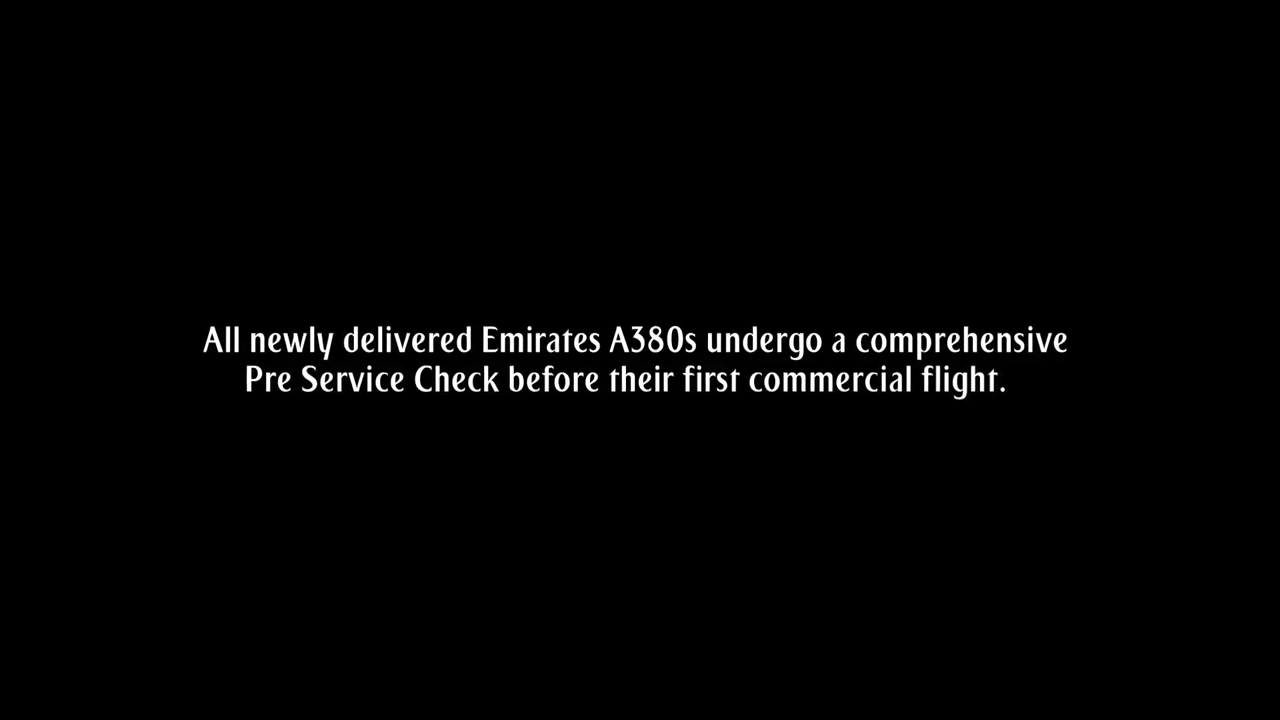 All newly delivered Emirates A380s undergo a comprehensive
Pre Service Check before their first commercial flight.